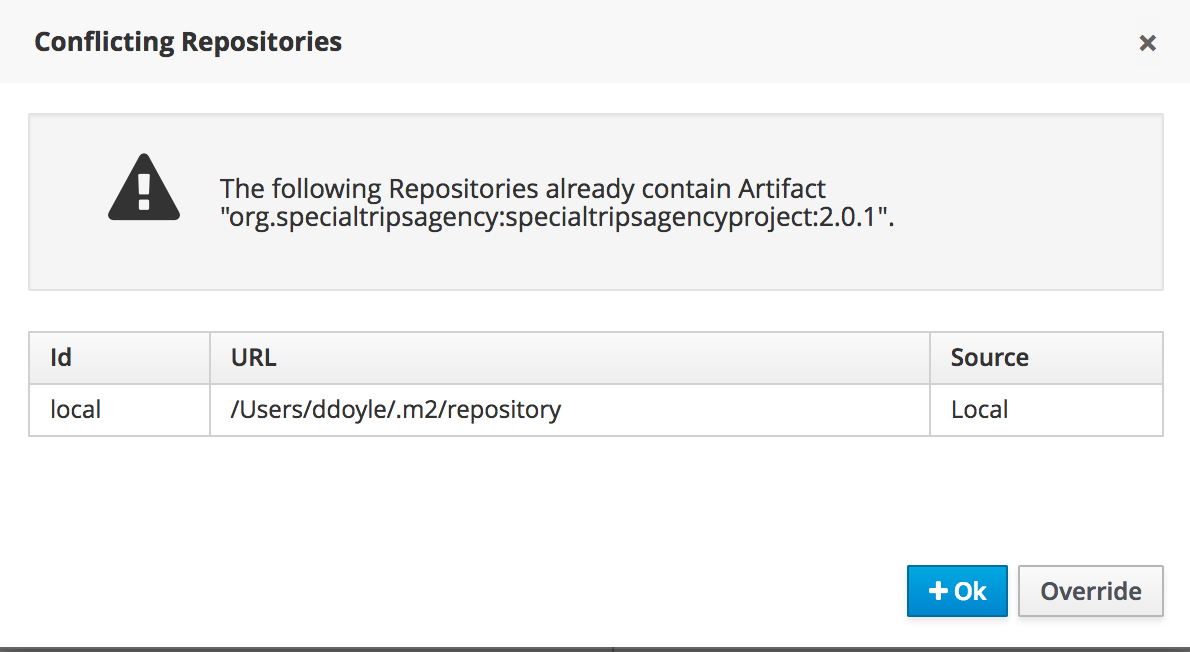 Conflicting Repositories
The following Repositories already contain Artifact
"org.specialtripsagency:specialtripsagencyproject:2.0.1".
Id URL Source
local /Users/ddoyle/.m2/repository Local
+ Ok Override